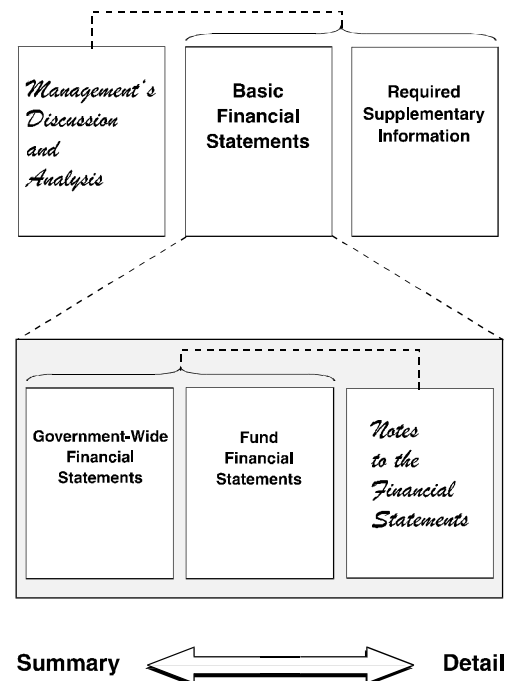 Management's
Discussion
and
Analysis
Basic
Financial
Statements
Required
Supplementary
Information
Government-Wide
Financial
Statements
Fund
Financial
Statements
Notes
to the
Financial
Statements
Summary
Detail